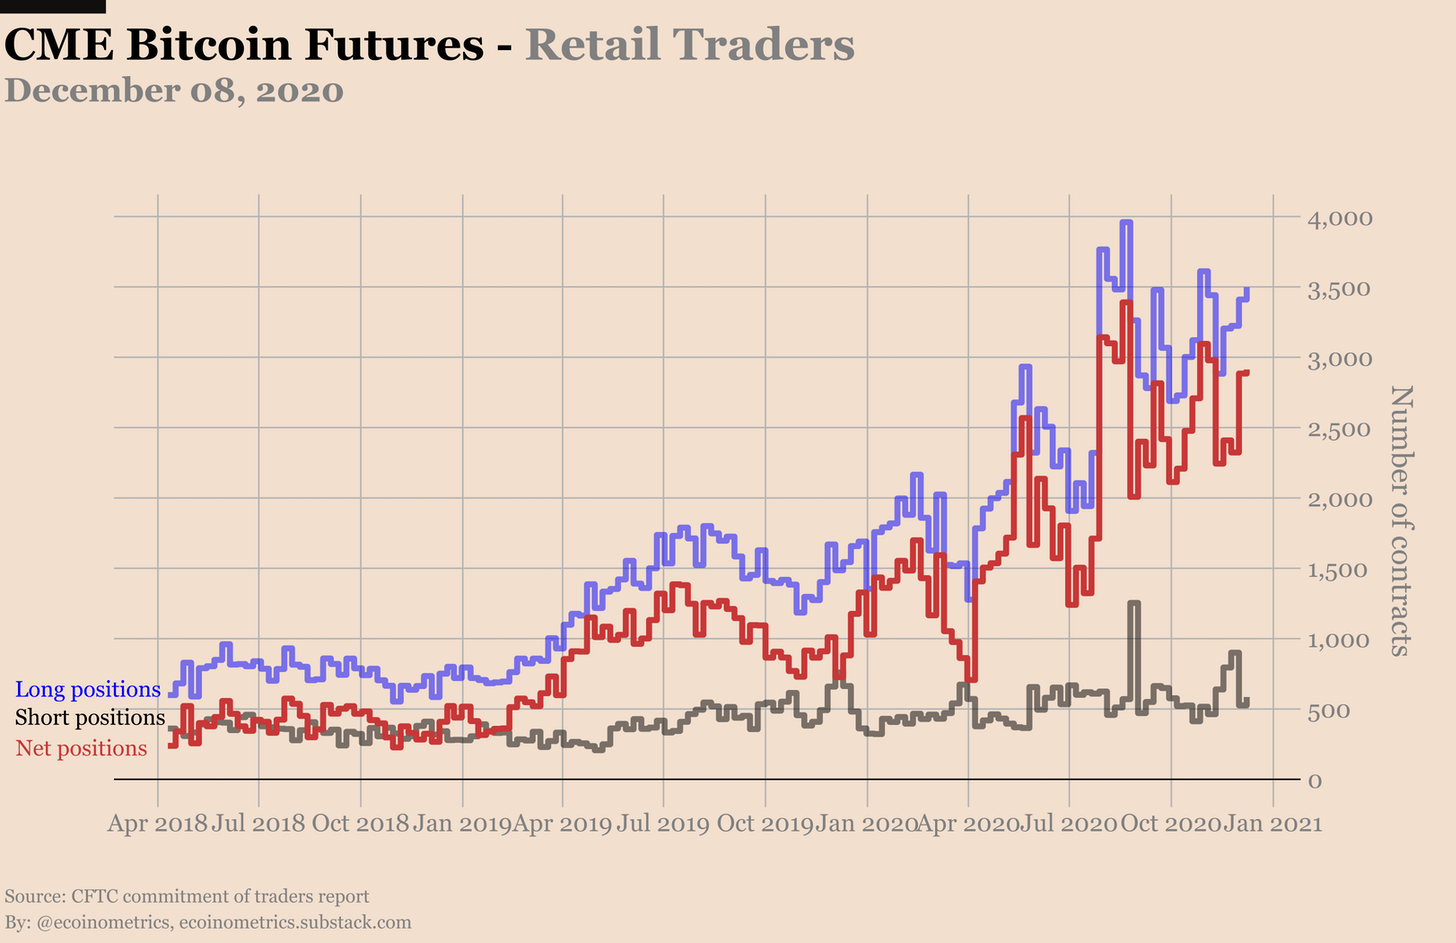 CME Bitcoin Futures - Retail Traders
December 08, 2020
4,000
3,500
3,000
2,500
2,000
1,500
1,000
500
0
Number of contracts
Long positions
Short positions
Net positions
Apr 2018 Jul 2018 Oct 2018 Jan 2019 Apr 2019 Jul 2019 Oct 2019 Jan 2020 Apr 2020 Jul 2020 Oct 2020 Jan 2021
Source: CFTC commitment of traders report
By: @ecoinometrics, ecoinometrics.substack.com